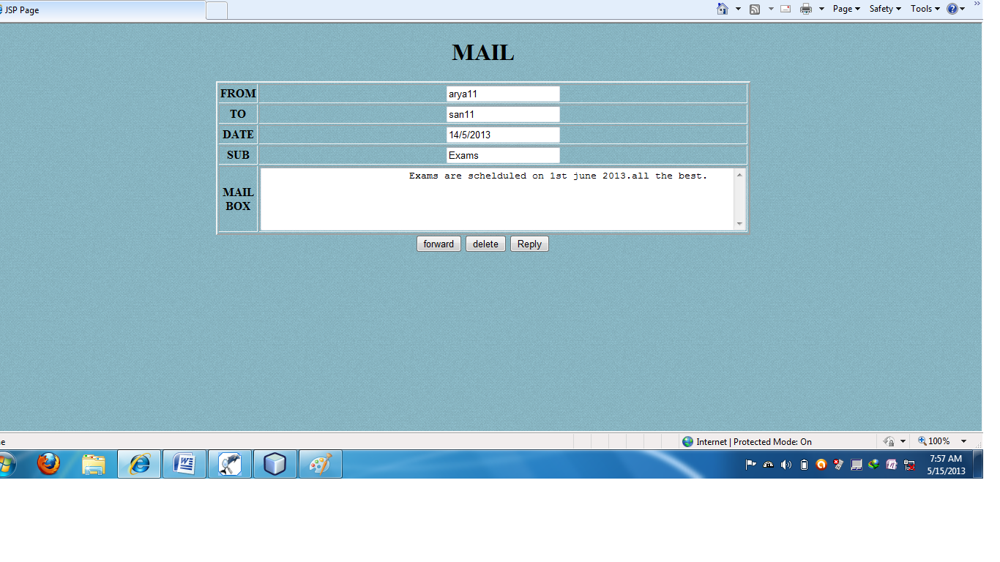 JSP Page
Page Safety Tools
MAIL
FROM arya11
TO san11
DATE 14/5/2013
SUB Exams
MAIL BOX
Exams are schelduled on 1st june 2013.all the best.
forward delete Reply
e Internet | Protected Mode: On 100%
7:57 AM
5/15/2013